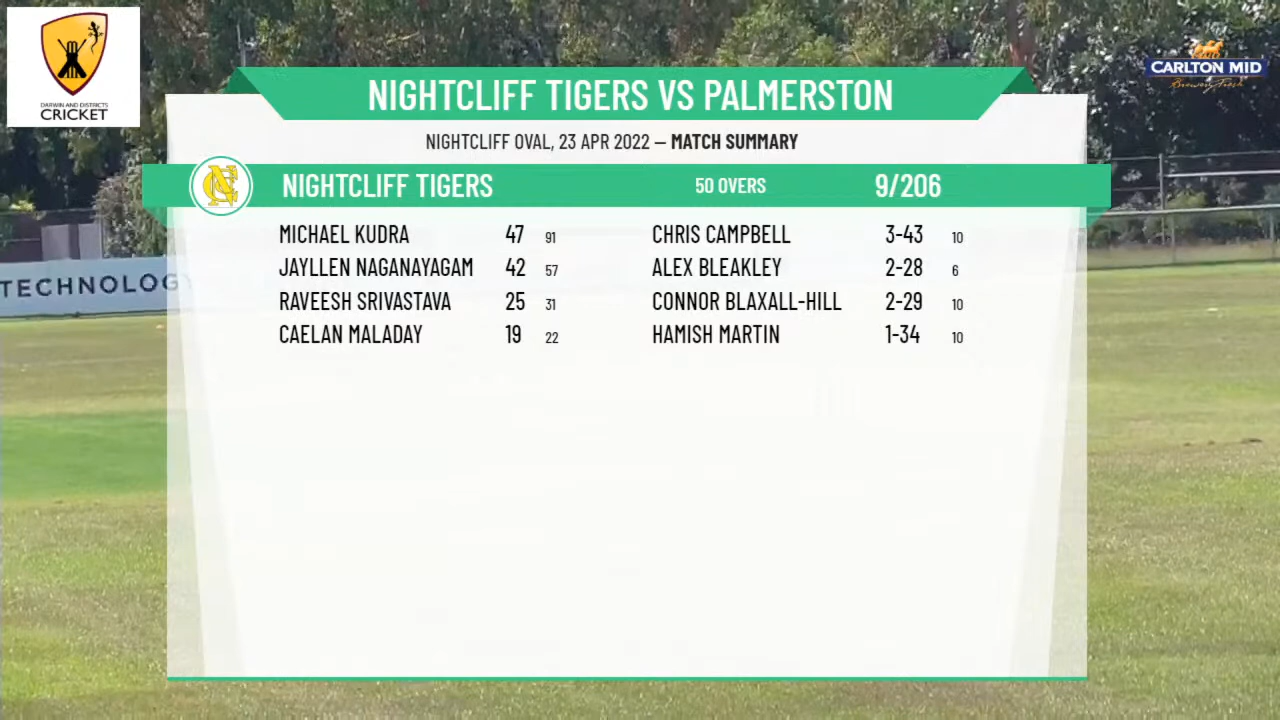 DARWIN AND DISTRICTS
CRICKET
CARLTON MID
Brewery Fresh
NIGHTCLIFF TIGERS VS PALMERSTON
NIGHTCLIFF OVAL, 23 APR 2022 – MATCH SUMMARY
NC NIGHTCLIFF TIGERS 50 OVERS 9/206
MICHAEL KUDRA 47 91 CHRIS CAMPBELL 3-43 10
JAYLLEN NAGANAYAGAM 42 57 ALEX BLEAKLEY 2-28 6
RAVEESH SRIVASTAVA 25 31 CONNOR BLAXALL-HILL 2-29 10
CAELAN MALADAY 19 22 HAMISH MARTIN 1-34 10
TECHNOLOG